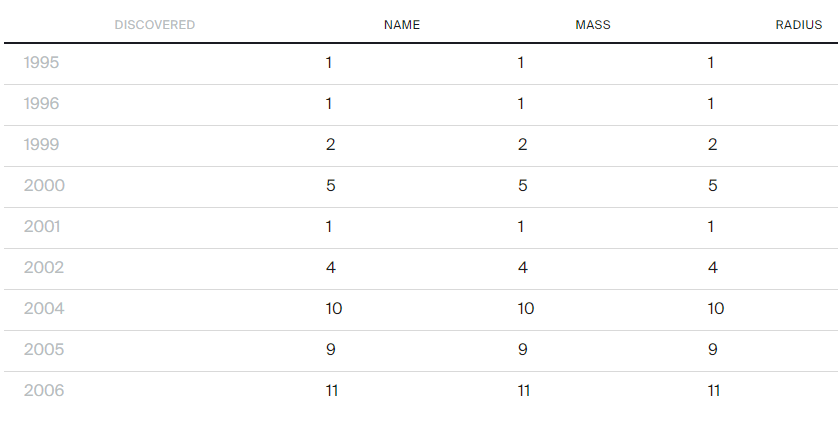 DISCOVERED NAME MASS RADIUS
1995 1 1 1
1996 1 1 1
1999 2 2 2
2000 5 5 5
2001 1 1 1
2002 4 4 4
2004 10 10 10
2005 9 9 9
2006 11 11 11